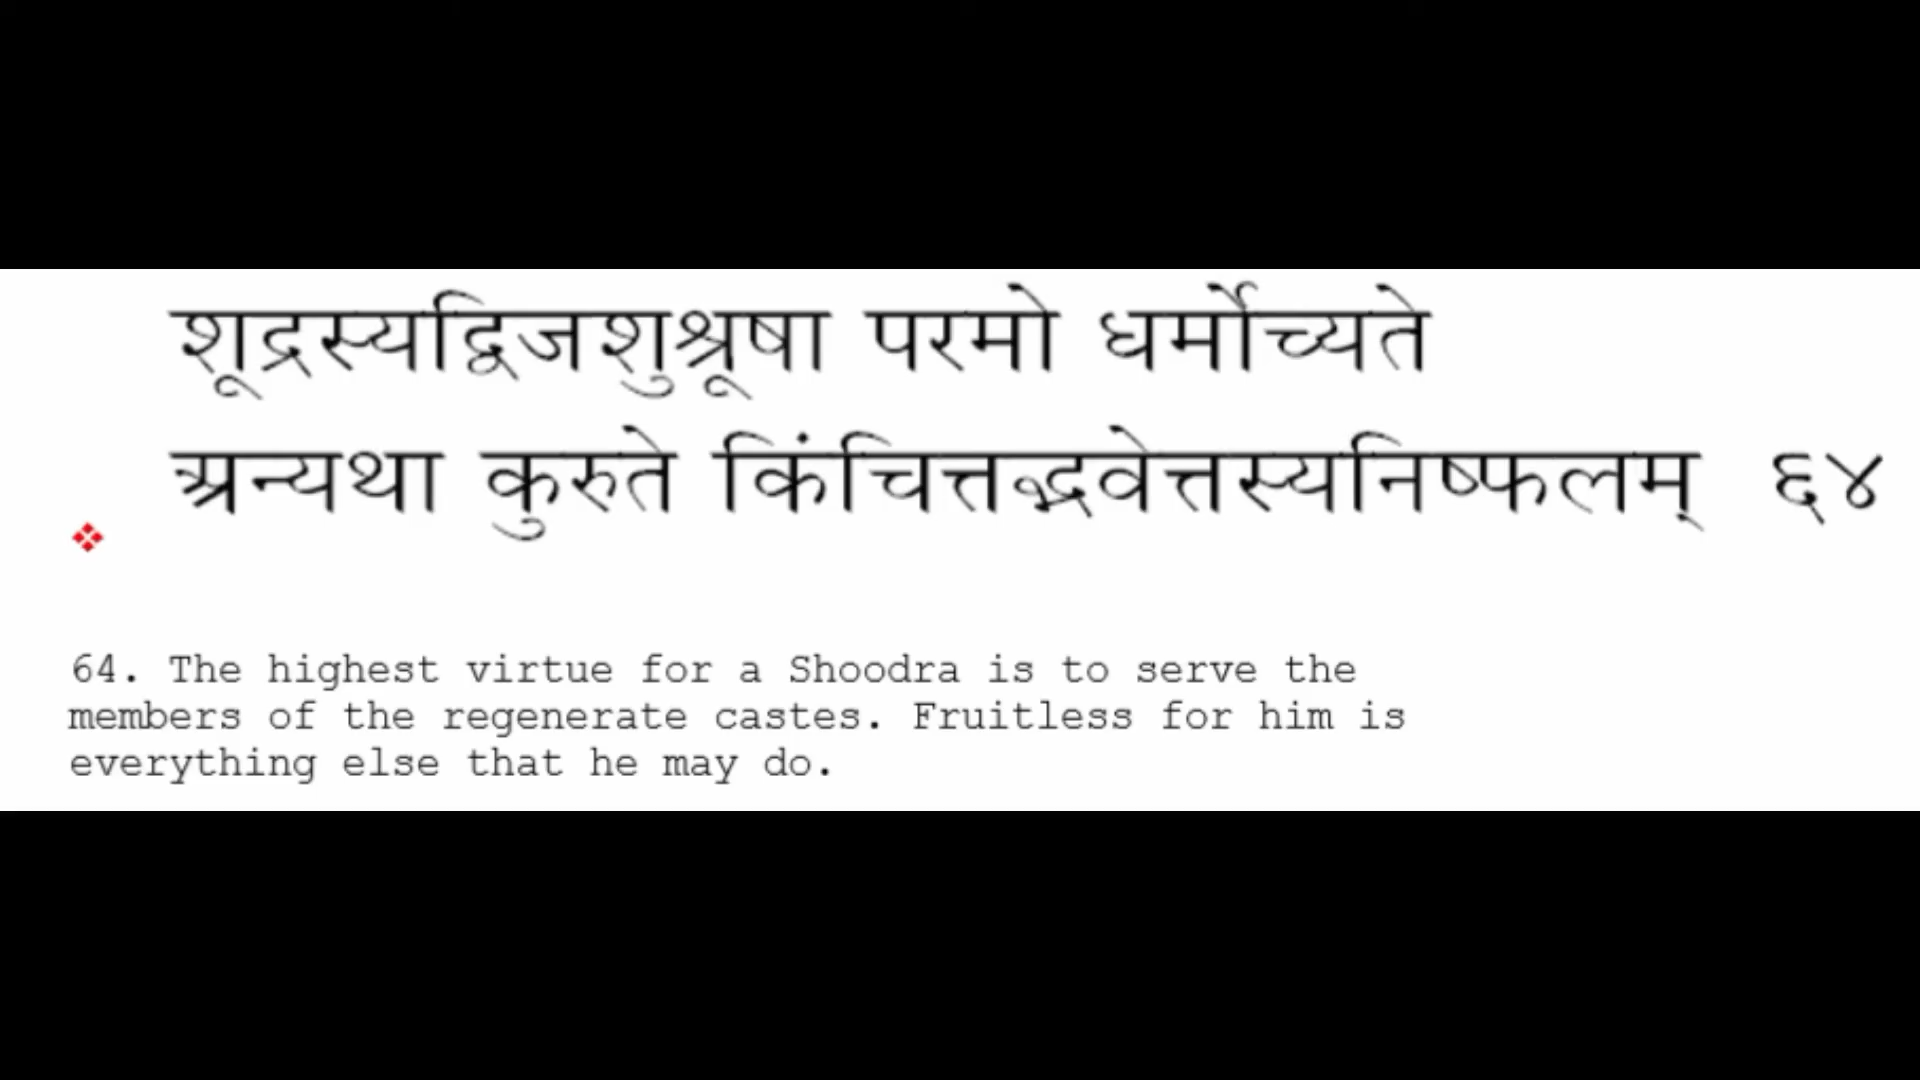 शूद्रस्यद्विजशुश्रूषा परमो धर्मोच्यते
अन्यथा कुरुते किंचित्तद्भवेत्तस्यनिष्फलम् ६४
64. The highest virtue for a Shoodra is to serve the
members of the regenerate castes. Fruitless for him is
everything else that he may do.